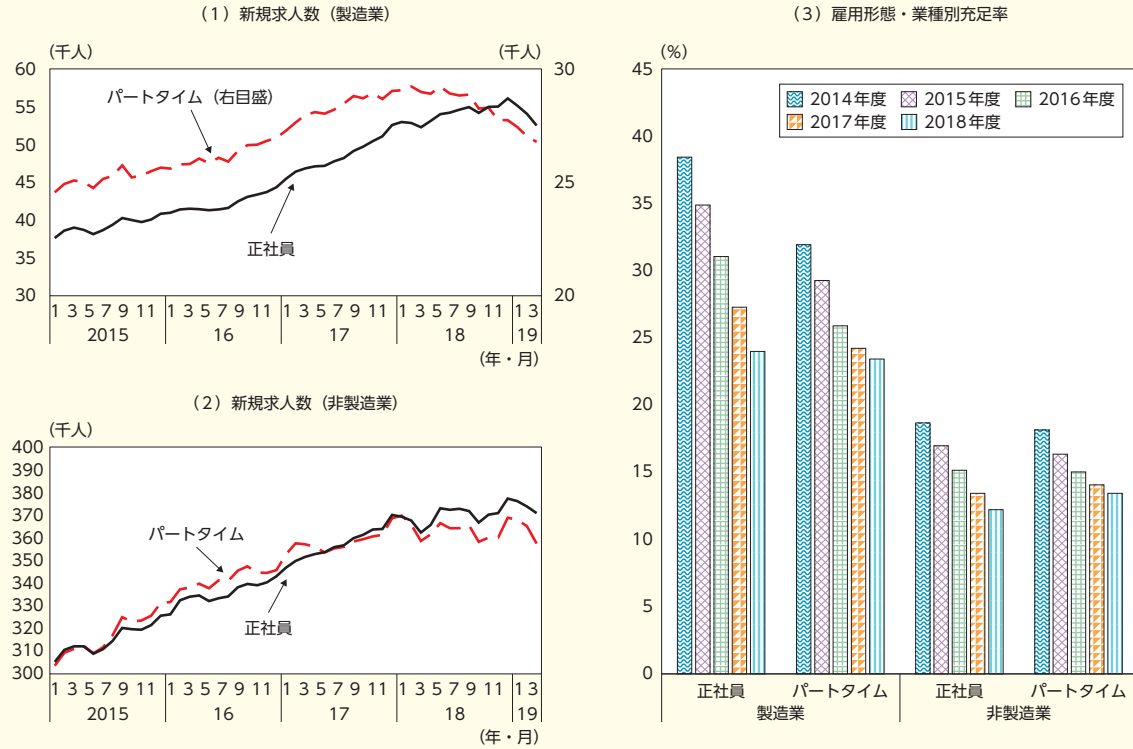 (1)新規求人数(製造業)
(千人) (千人)
60 30
55
50
45 25
40
35
30 20
パートタイム(右目盛)
正社員
1 3 5 7 9 11 1 3 5 7 9 11 1 3 5 7 9 11 1 3 5 7 9 11 1 3
2015 16 17 18 19
(年・月)
(2)新規求人数(非製造業)
(千人)
400
390
380
370
360
350
340
330
320
310
300
パートタイム
正社員
1 3 5 7 9 11 1 3 5 7 9 11 1 3 5 7 9 11 1 3 5 7 9 11 1 3
2015 16 17 18 19
(年・月)
(3)雇用形態・業種別充足率
(%)
45
40
35
30
25
20
15
10
5
0
2014年度 2015年度 2016年度
2017年度 2018年度
正社員 パートタイム 正社員 パートタイム
製造業 非製造業